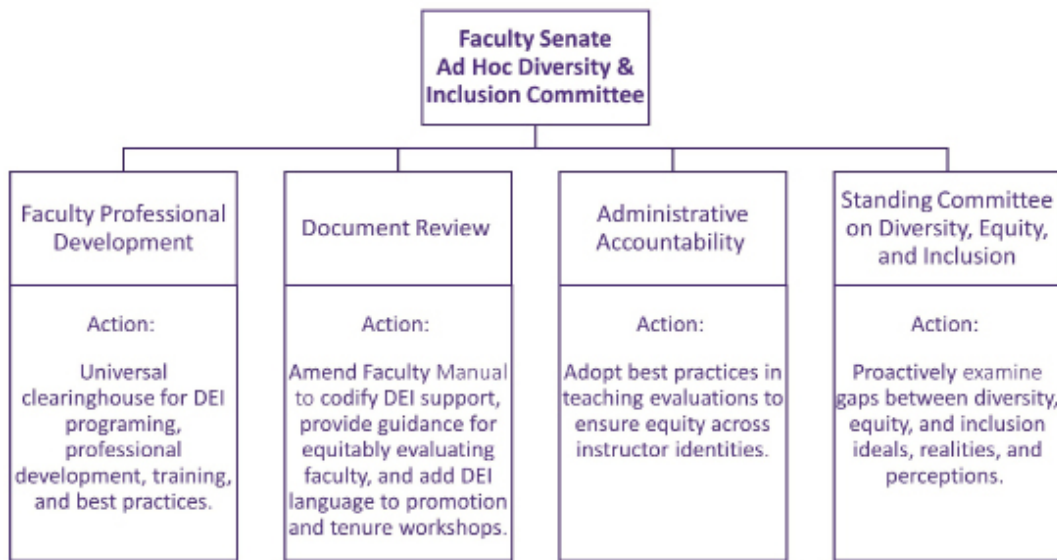 Faculty Senate
Ad Hoc Diversity &
Inclusion Committee
Faculty Professional
Development
Action:
Universal
clearinghouse for DEI
programing,
professional
development, training,
and best practices.
Document Review
Action:
Amend Faculty Manual
to codify DEI support,
provide guidance for
equitably evaluating
faculty, and add DEI
language to promotion
and tenure workshops.
Administrative
Accountability
Action:
Adopt best practices in
teaching evaluations to
ensure equity across
instructor identities.
Standing Committee
on Diversity, Equity,
and Inclusion
Action:
Proactively examine
gaps between diversity,
equity, and inclusion
ideals, realities, and
perceptions.